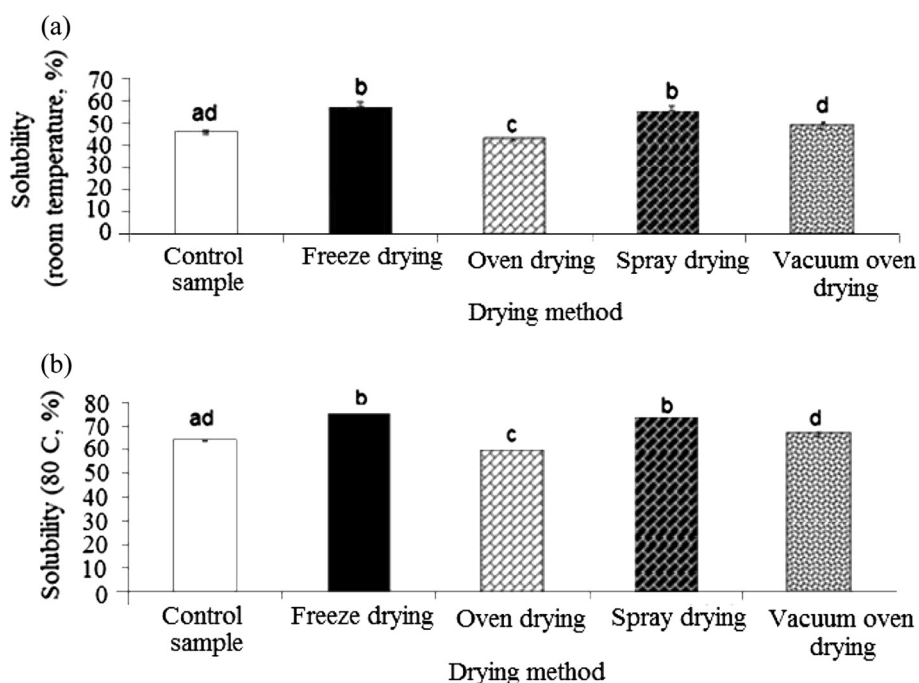 (a)
Solubility
(room temperature, %)
70
60
50
40
30
20
10
0
ad
b
c
b
d
Control
sample
Freeze drying
Oven drying
Spray drying
Vacuum oven
drying
Drying method
(b)
Solubility (80 C, %)
80
70
60
50
40
30
20
10
0
ad
b
c
b
d
Control
sample
Freeze drying
Oven drying
Spray drying
Vacuum oven
drying
Drying method